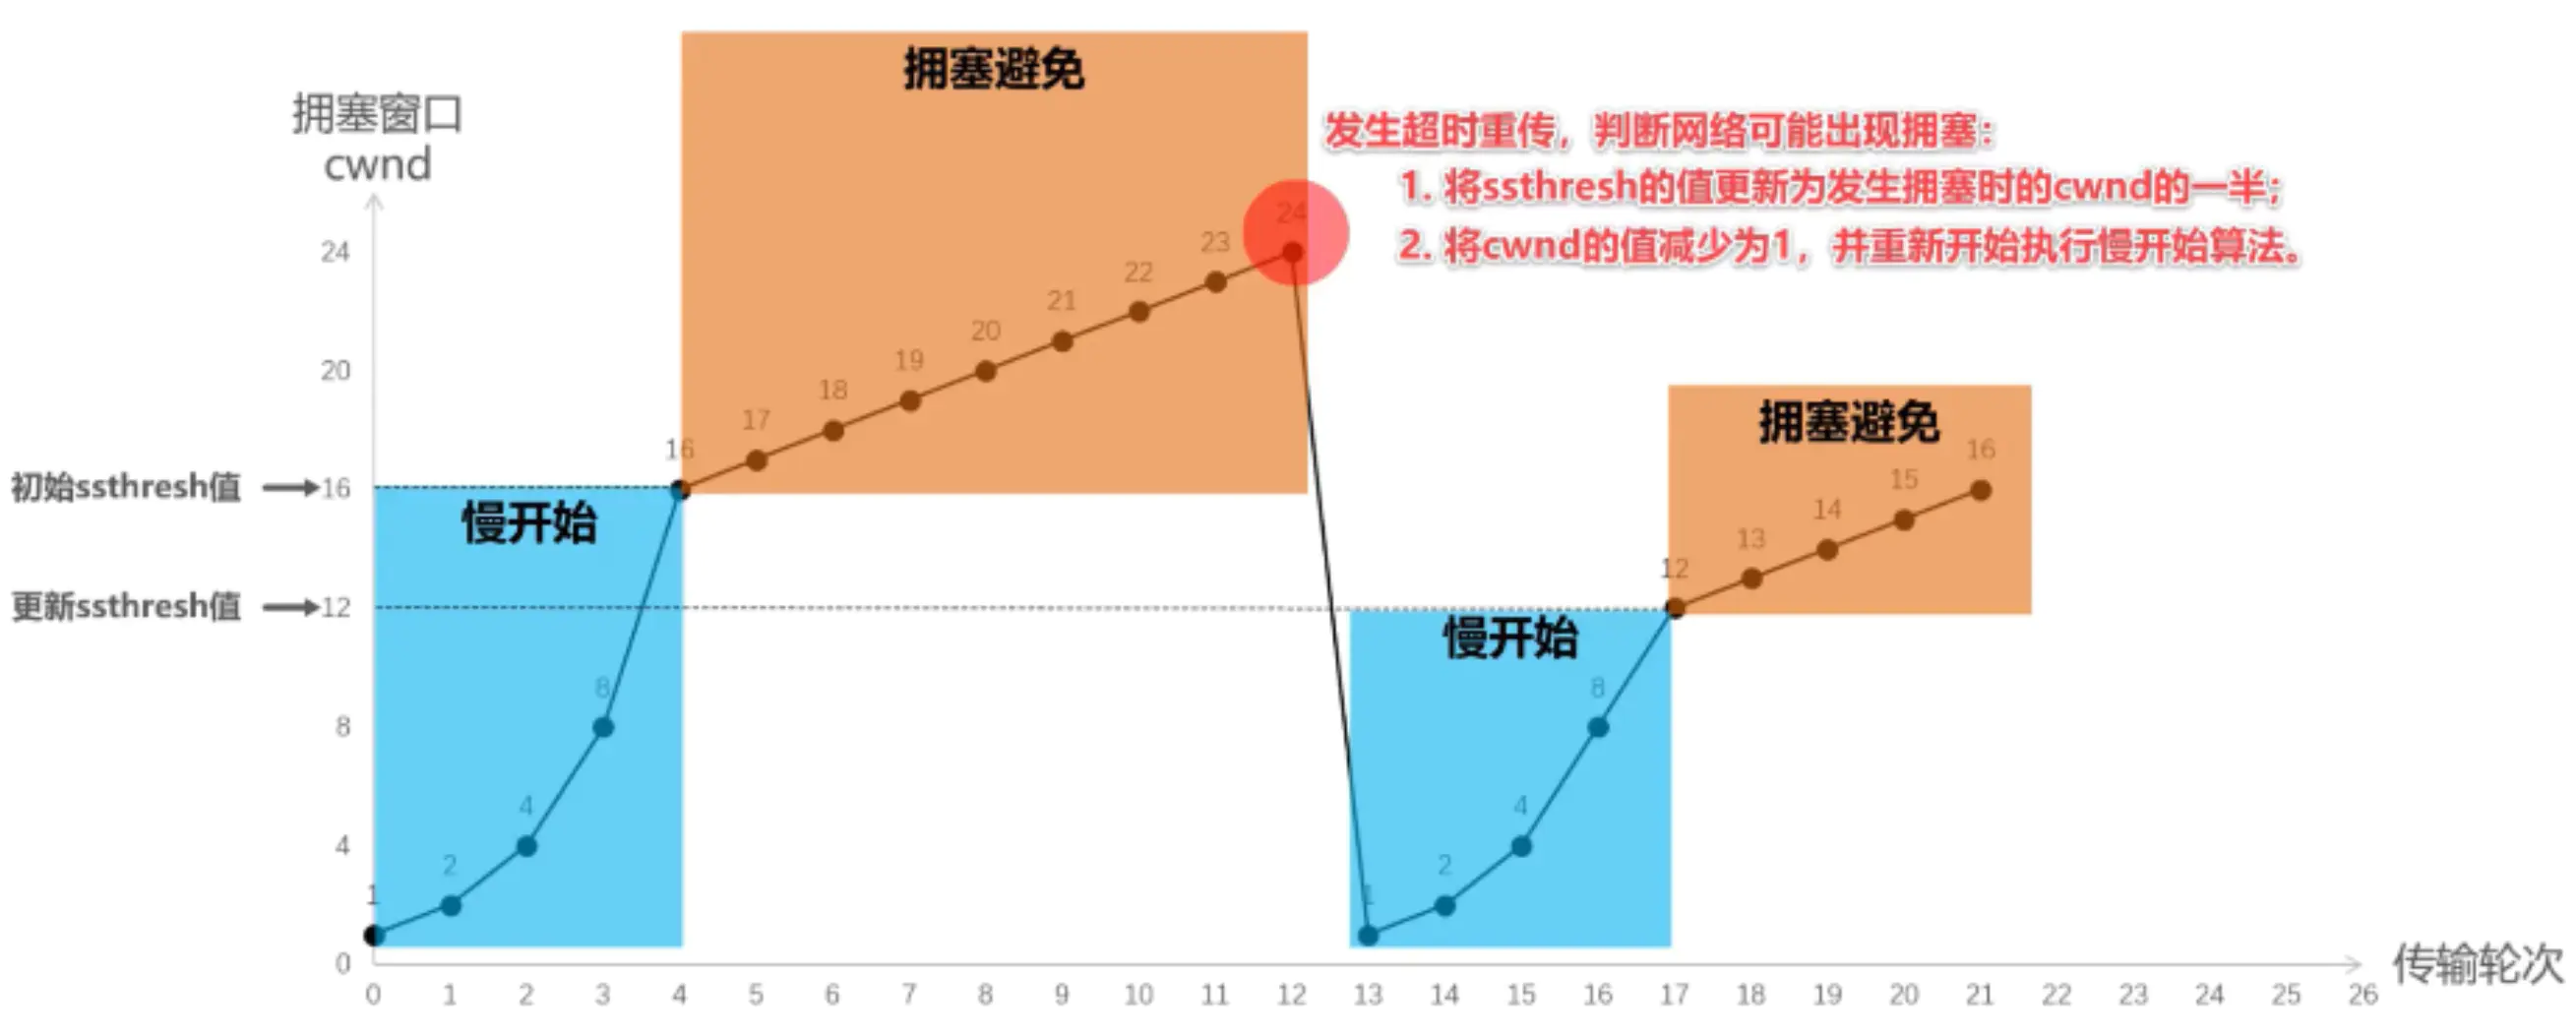 拥塞避免
拥塞窗口
cwnd
发生超时重传，判断网络可能出现拥塞：
1. 将ssthresh的值更新为发生拥塞时的cwnd的一半；
2. 将cwnd的值减少为1，并重新开始执行慢开始算法。
24
24
23
22
21
20
20
19
18
17
16
拥塞避免
16
15
14
13
12
初始ssthresh值
16
慢开始
更新ssthresh值
12
慢开始
8
8
8
4
4
4
2
2
1
1
0
0 1 2 3 4 5 6 7 8 9 10 11 12 13 14 15 16 17 18 19 20 21 22 23 24 25 26
传输轮次